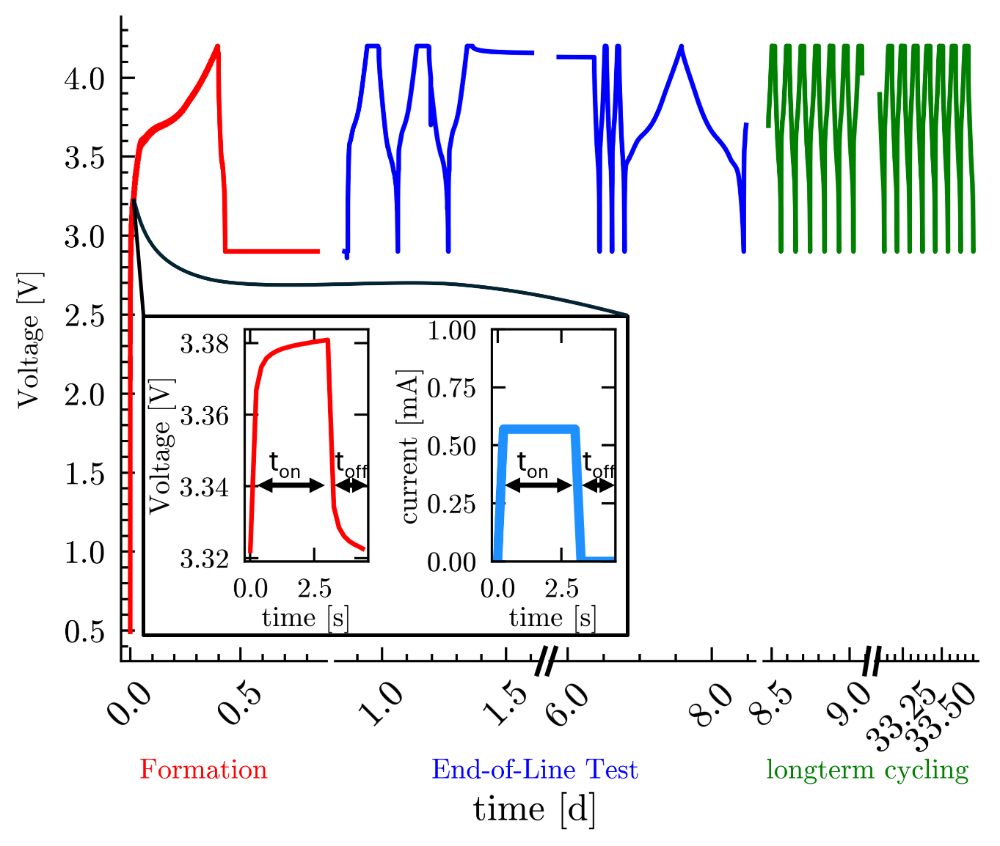 Voltage [V]
4.0
3.5
3.0
2.5
2.0
1.5
1.0
0.5
Voltage [V]
3.38
3.36
3.34
3.32
t_on
t_off
0.0 2.5
time [s]
current [mA]
1.00
0.75
0.50
0.25
0.00
t_on
t_off
0.0 2.5
time [s]
0.0 0.5 1.0 1.5 6.0 8.0 8.5 9.0 33.25 33.50
Formation End-of-Line Test longterm cycling
time [d]